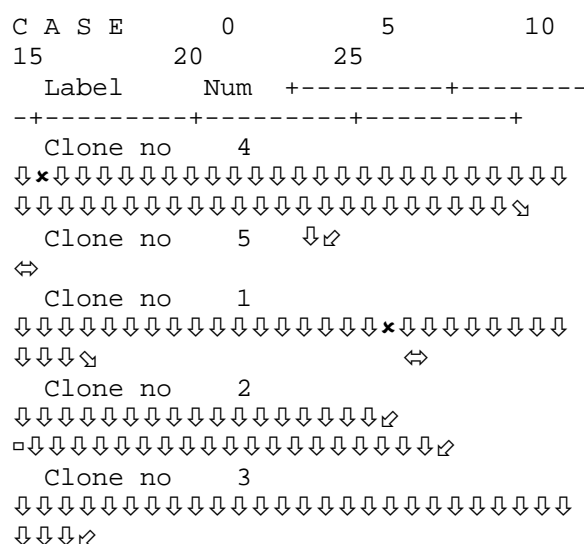 C A S E 0 5 10
15 20 25
Label Num +---------+--------
-+---------+---------+---------+
Clone no 4
⇩×⇩⇩⇩⇩⇩⇩⇩⇩⇩⇩⇩⇩⇩⇩⇩⇩⇩⇩⇩⇩⇩⇩⇩⇩
⇩⇩⇩⇩⇩⇩⇩⇩⇩⇩⇩⇩⇩⇩⇩⇩⇩⇩⇩⇩⇩⇩⇩⬂
Clone no 5 ⇩⬃
⬄
Clone no 1
⇩⇩⇩⇩⇩⇩⇩⇩⇩⇩⇩⇩⇩⇩⇩⇩⇩×⇩⇩⇩⇩⇩⇩⇩⇩
⇩⇩⇩⬂ ⬄
Clone no 2
⇩⇩⇩⇩⇩⇩⇩⇩⇩⇩⇩⇩⇩⇩⇩⇩⇩⬃
▫⇩⇩⇩⇩⇩⇩⇩⇩⇩⇩⇩⇩⇩⇩⇩⇩⇩⇩⇩⬃
Clone no 3
⇩⇩⇩⇩⇩⇩⇩⇩⇩⇩⇩⇩⇩⇩⇩⇩⇩⇩⇩⇩⇩⇩⇩⇩⇩⇩
⇩⇩⇩⬃